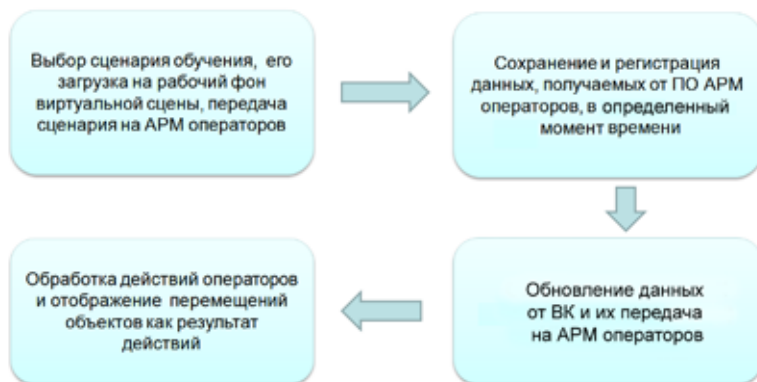 Выбор сценария обучения, его
загрузка на рабочий фон
виртуальной сцены, передача
сценария на АРМ операторов
Сохранение и регистрация
данных, получаемых от ПО АРМ
операторов, в определенный
момент времени
Обновление данных
от ВК и их передача
на АРМ операторов
Обработка действий операторов
и отображение перемещений
объектов как результат
действий